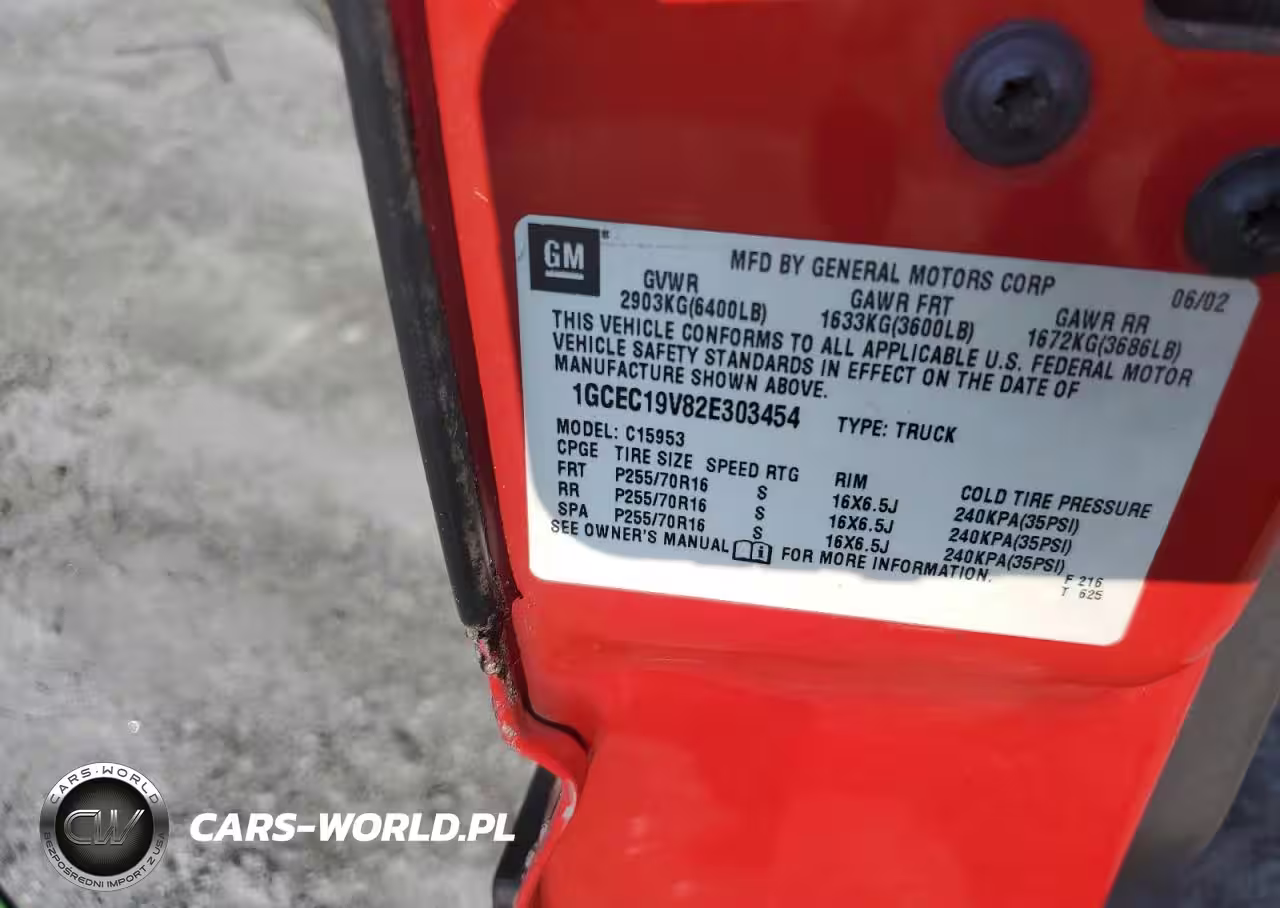 GM
MFD BY GENERAL MOTORS CORP 06/02
GVWR GAWR FRT GAWR RR
2903KG(6400LB) 1633KG(3600LB) 1672KG(3686LB)
THIS VEHICLE CONFORMS TO ALL APPLICABLE U.S. FEDERAL MOTOR
VEHICLE SAFETY STANDARDS IN EFFECT ON THE DATE OF
MANUFACTURE SHOWN ABOVE.
1GCEC19V82E303454 TYPE: TRUCK
MODEL: C15953
CPGE TIRE SIZE SPEED RTG RIM COLD TIRE PRESSURE
FRT P255/70R16 S 16X6.5J 240KPA(35PSI)
RR P255/70R16 S 16X6.5J 240KPA(35PSI)
SPA P255/70R16 S 16X6.5J 240KPA(35PSI)
SEE OWNER'S MANUAL FOR MORE INFORMATION.
F 216
T 625
CARS-WORLD
CW
BEZPOŚREDNI IMPORT Z USA
CARS-WORLD.PL